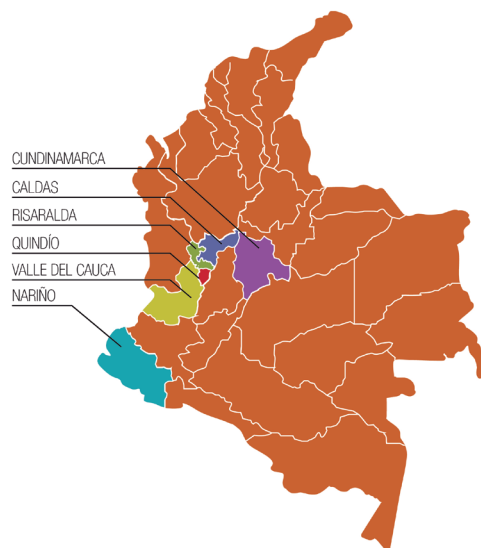 CUNDINAMARCA
CALDAS
RISARALDA
QUINDÍO
VALLE DEL CAUCA
NARIÑO